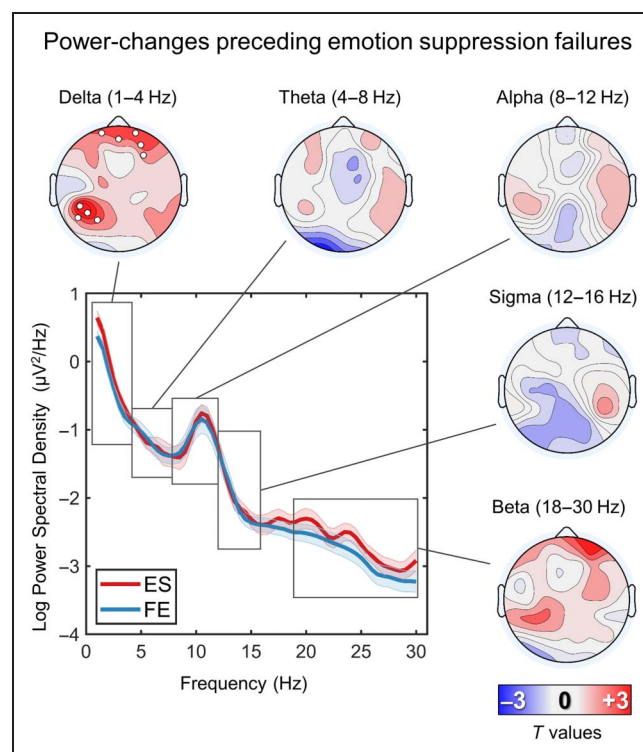 Power-changes preceding emotion suppression failures
Delta (1–4 Hz)
Theta (4–8 Hz)
Alpha (8–12 Hz)
Sigma (12–16 Hz)
Beta (18–30 Hz)
Log Power Spectral Density (μV²/Hz)
1
0
–1
–2
–3
–4
ES
FE
0
5
10
15
20
25
30
Frequency (Hz)
–3 0 +3
T values